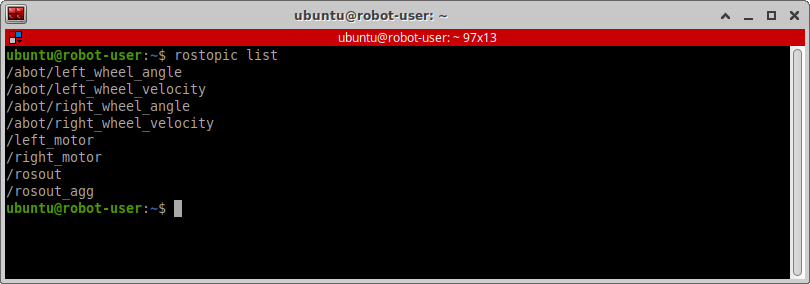 ubuntu@robot-user: ~
ubuntu@robot-user: ~ 97x13
ubuntu@robot-user:~$ rostopic list
/abot/left_wheel_angle
/abot/left_wheel_velocity
/abot/right_wheel_angle
/abot/right_wheel_velocity
/left_motor
/right_motor
/rosout
/rosout_agg
ubuntu@robot-user:~$